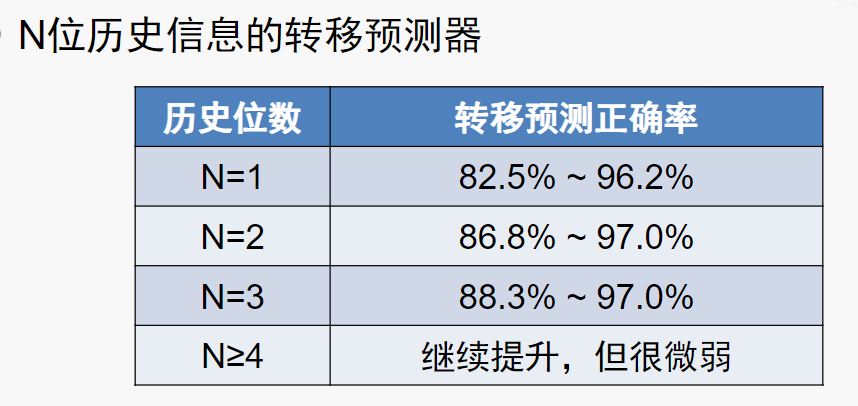 N位历史信息的转移预测器
历史位数 转移预测正确率
N=1 82.5% ~ 96.2%
N=2 86.8% ~ 97.0%
N=3 88.3% ~ 97.0%
N≥4 继续提升，但很微弱